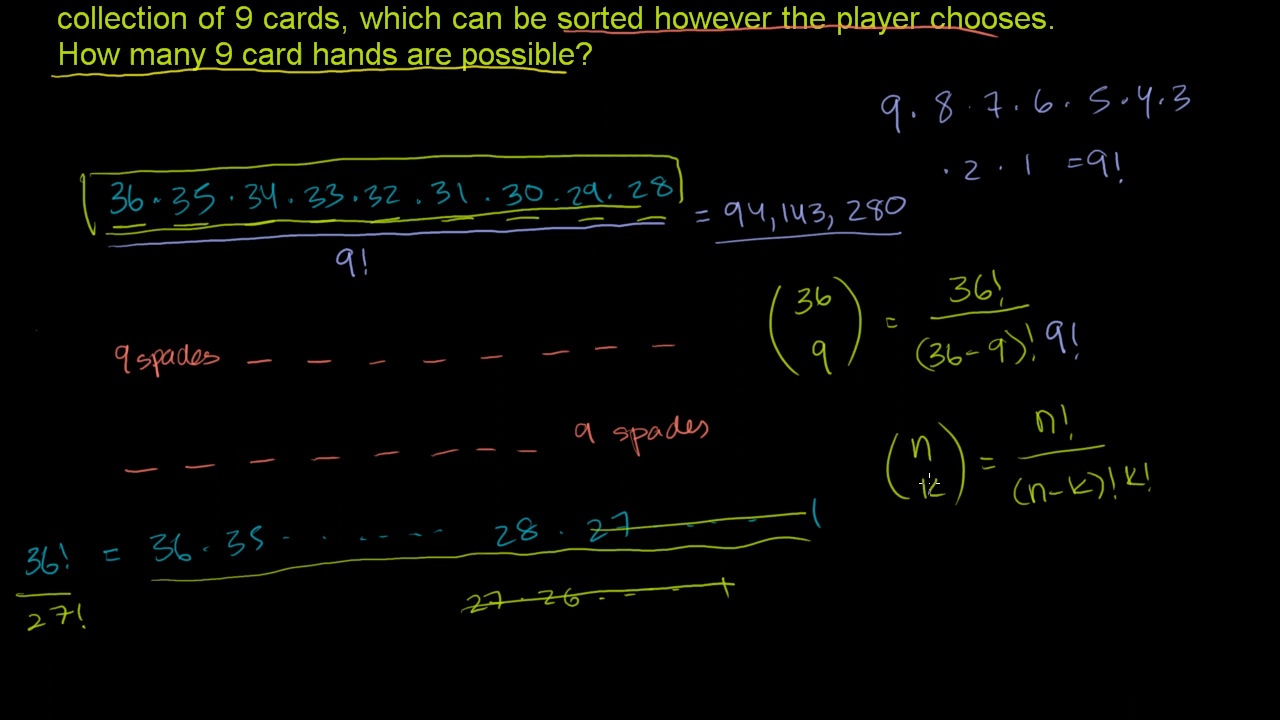 collection of 9 cards, which can be sorted however the player chooses.
How many 9 card hands are possible?
9 · 8 · 7 · 6 · 5 · 4 · 3
· 2 · 1 = 9!
36 · 35 · 34 · 33 · 32 · 31 · 30 · 29 · 28
9!
= 94,143,280
(36 9) = 36! / (36-9)! 9!
9 spades _ _ _ _ _ _ _ _
_ _ _ _ _ _ _ _ 9 spades
(n k) = n! / (n-k)! k!
36! / 27! = 36 · 35 · · · · · · · 28 · 27 - - - 1
27 · 26 · - - · 1